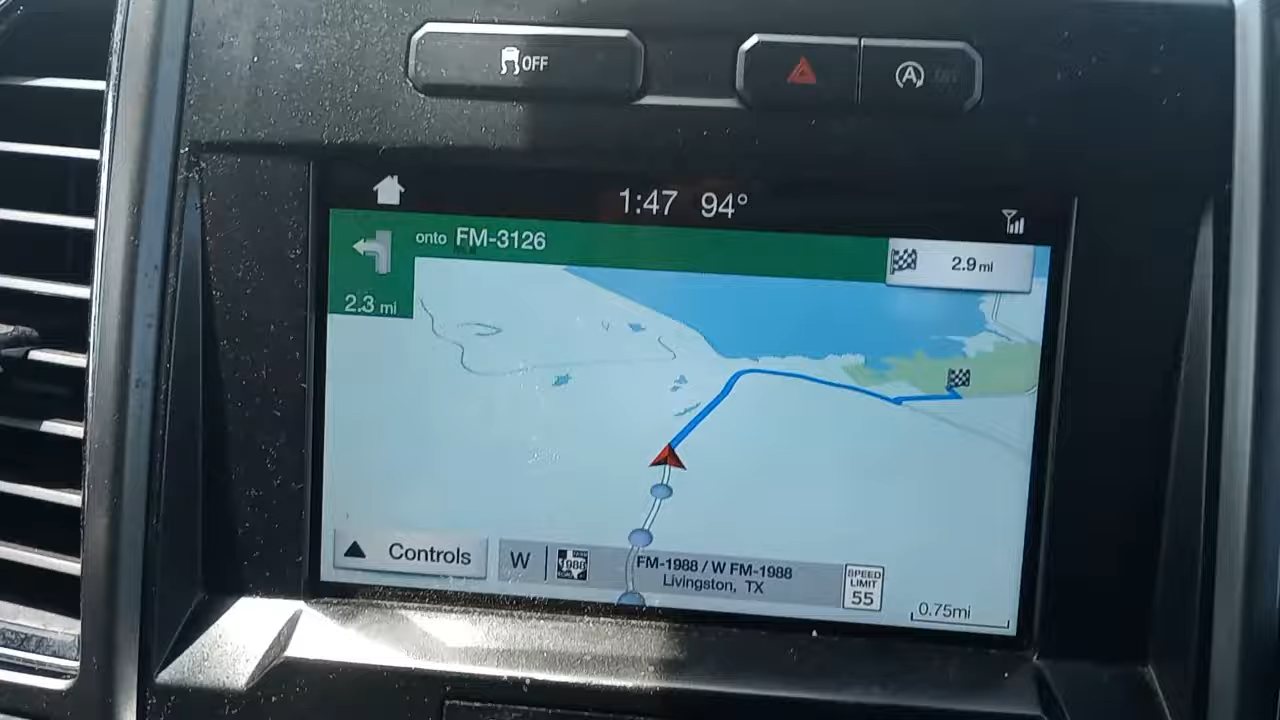 OFF
A
1:47 94°
onto FM-3126
2.3 mi
2.9 mi
Controls
W
1988
FM-1988 / W FM-1988
Livingston, TX
SPEED
LIMIT
55
0.75mi